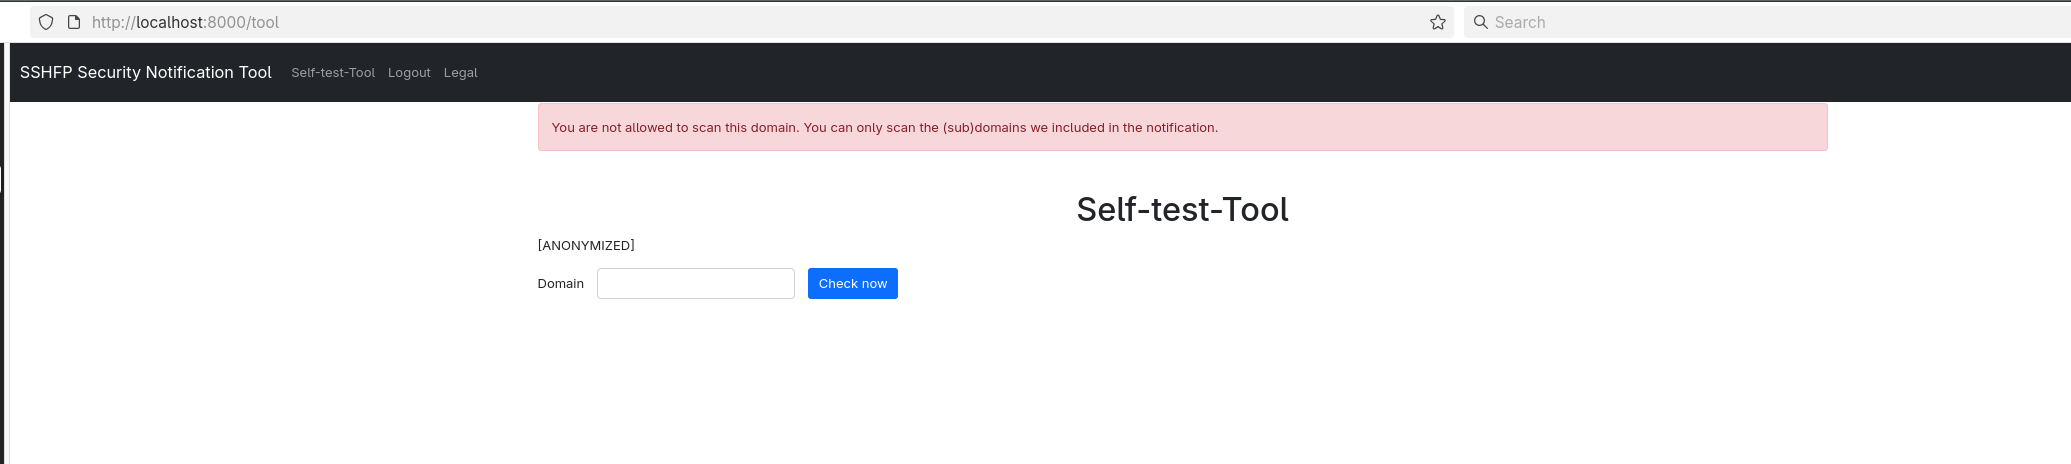 http://localhost:8000/tool
Search
SSHFP Security Notification Tool Self-test-Tool Logout Legal
You are not allowed to scan this domain. You can only scan the (sub)domains we included in the notification.
Self-test-Tool
[ANONYMIZED]
Domain Check now